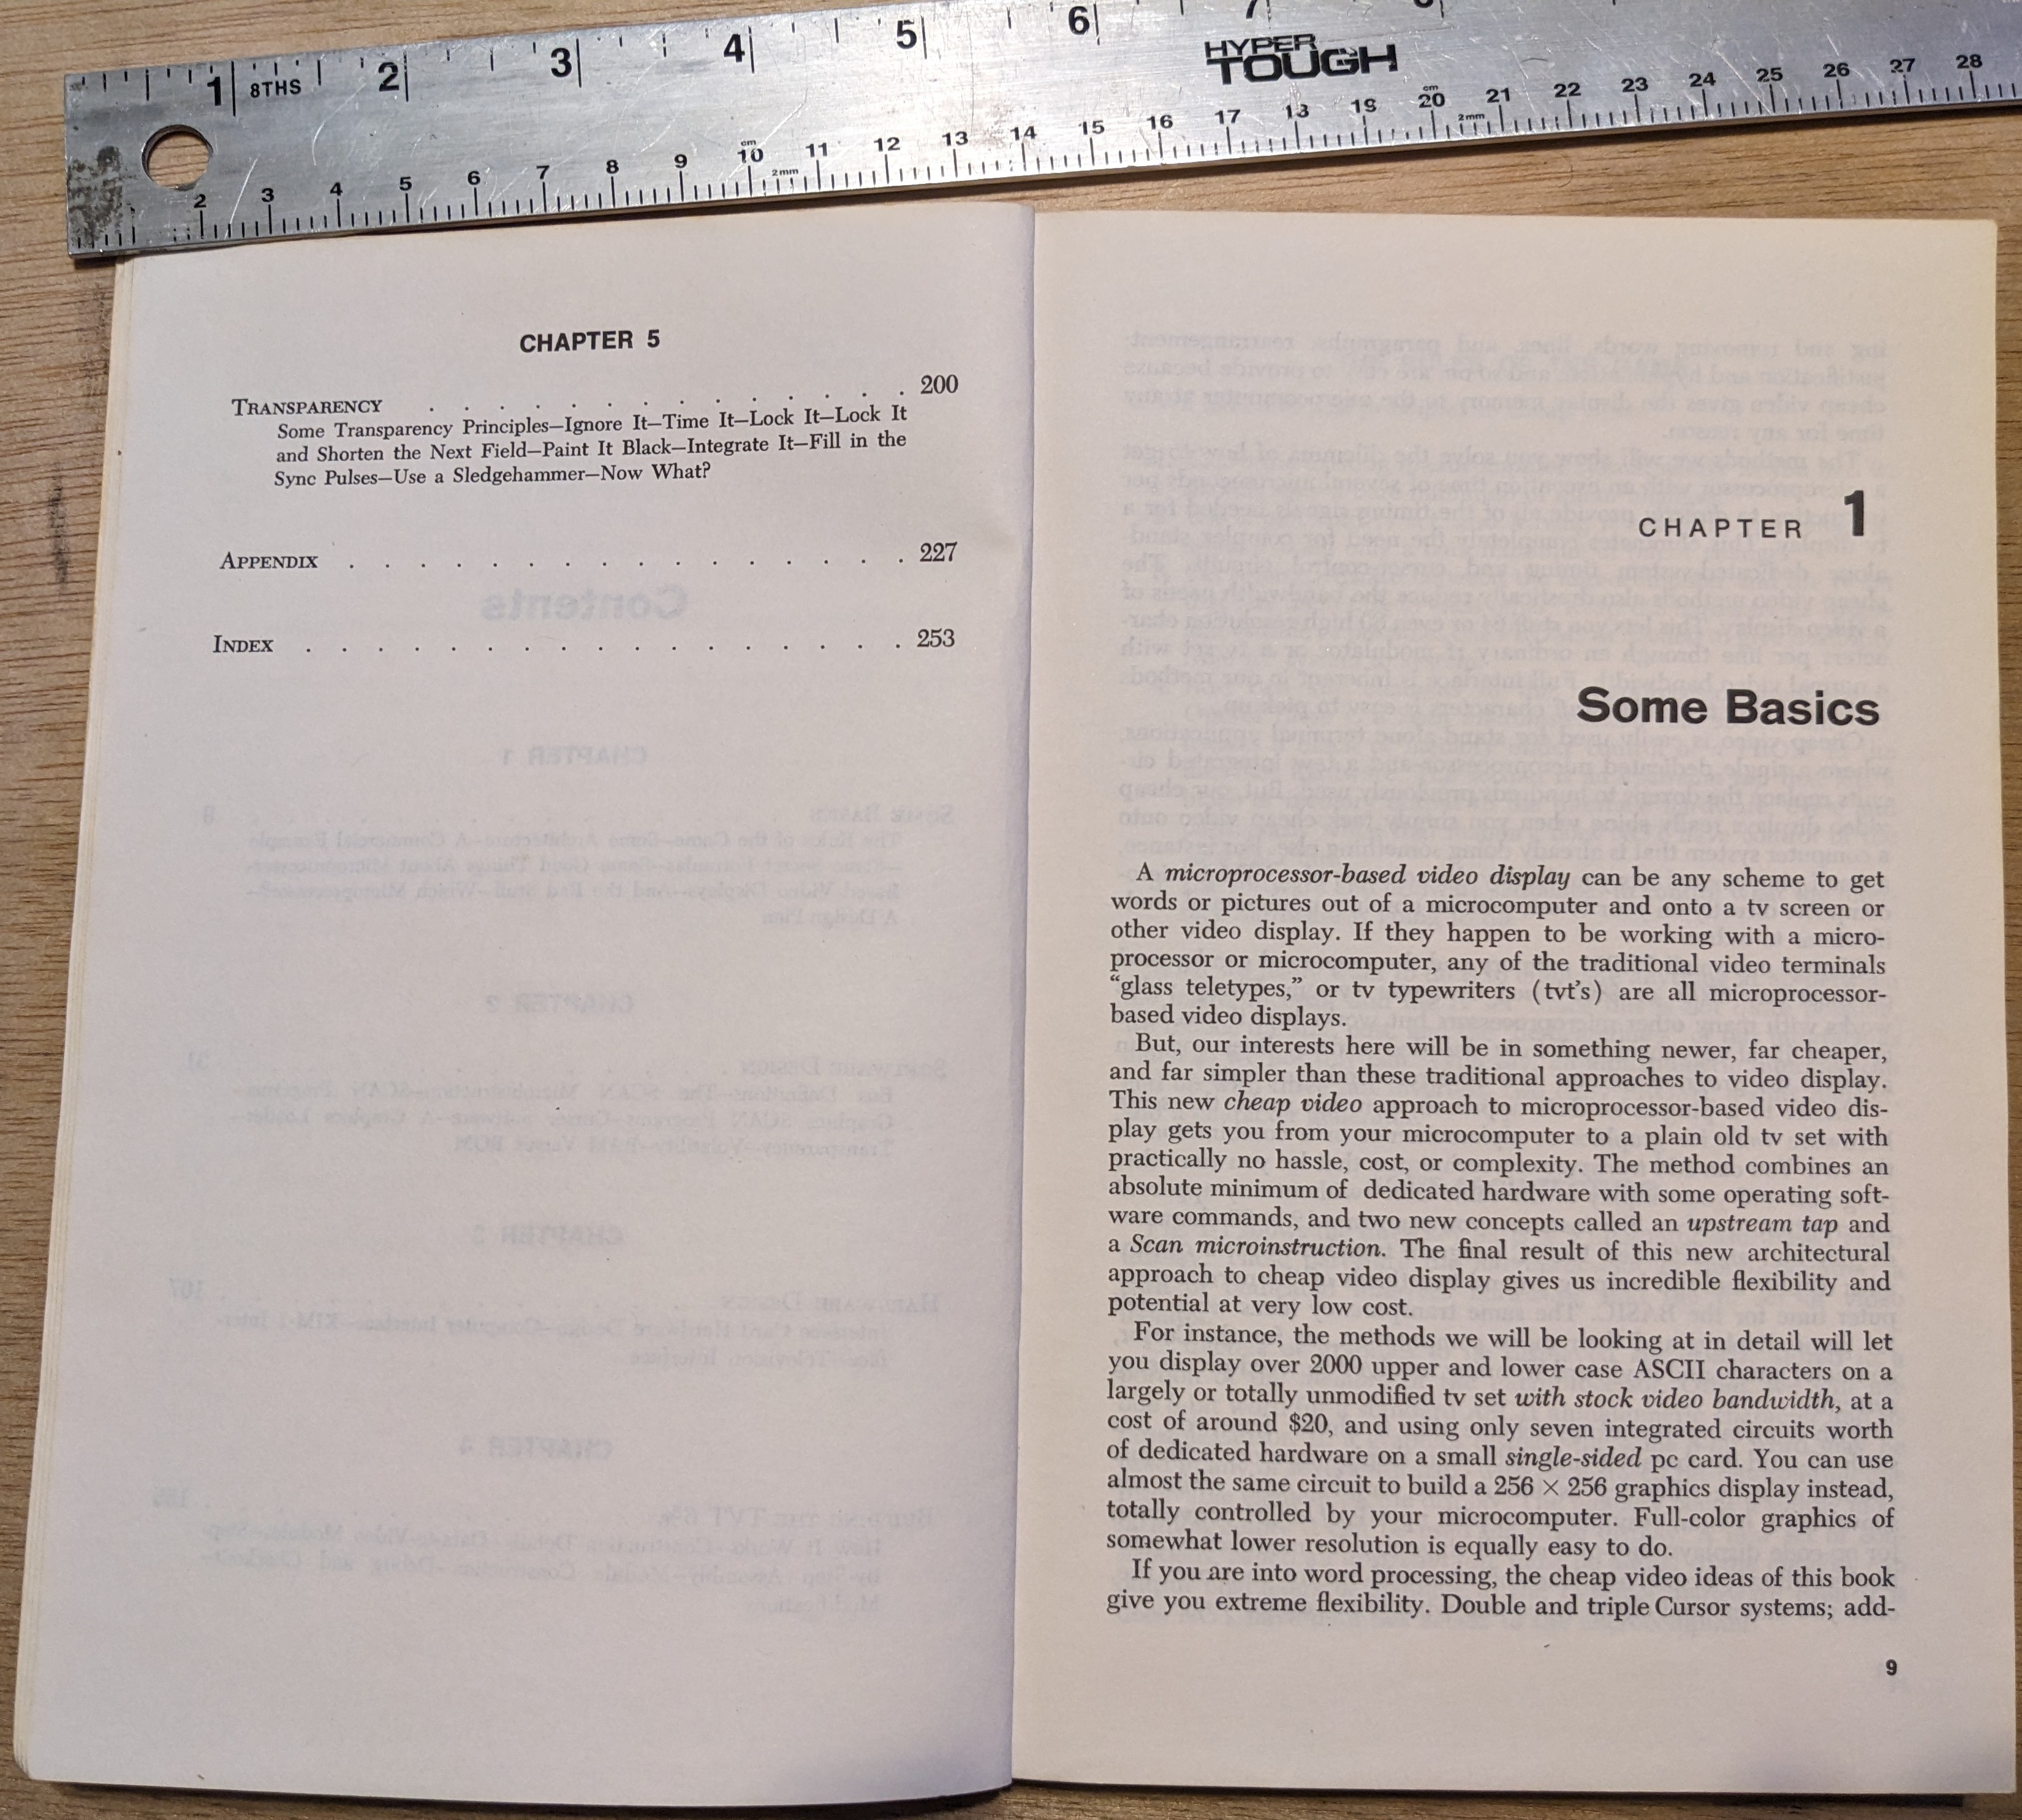 1 8THS 2 3 4 5 6 7
HYPER
TOUGH
2 3 4 5 6 7 8 9 cm 10 2mm 11 12 13 14 15 16 17 18 19 cm 20 2mm 21 22 23 24 25 26 27 28
CHAPTER 5
TRANSPARENCY . . . . . . . . . . . . . 200
Some Transparency Principles—Ignore It—Time It—Lock It—Lock It
and Shorten the Next Field—Paint It Black—Integrate It—Fill in the
Sync Pulses—Use a Sledgehammer—Now What?
APPENDIX . . . . . . . . . . . . . . . . 227
INDEX . . . . . . . . . . . . . . . . . 253
CHAPTER 1
Some Basics
A microprocessor-based video display can be any scheme to get
words or pictures out of a microcomputer and onto a tv screen or
other video display. If they happen to be working with a micro-
processor or microcomputer, any of the traditional video terminals
“glass teletypes,” or tv typewriters (tvt’s) are all microprocessor-
based video displays.
But, our interests here will be in something newer, far cheaper,
and far simpler than these traditional approaches to video display.
This new cheap video approach to microprocessor-based video dis-
play gets you from your microcomputer to a plain old tv set with
practically no hassle, cost, or complexity. The method combines an
absolute minimum of dedicated hardware with some operating soft-
ware commands, and two new concepts called an upstream tap and
a Scan microinstruction. The final result of this new architectural
approach to cheap video display gives us incredible flexibility and
potential at very low cost.
For instance, the methods we will be looking at in detail will let
you display over 2000 upper and lower case ASCII characters on a
largely or totally unmodified tv set with stock video bandwidth, at a
cost of around $20, and using only seven integrated circuits worth
of dedicated hardware on a small single-sided pc card. You can use
almost the same circuit to build a 256 × 256 graphics display instead,
totally controlled by your microcomputer. Full-color graphics of
somewhat lower resolution is equally easy to do.
If you are into word processing, the cheap video ideas of this book
give you extreme flexibility. Double and triple Cursor systems; add-
9